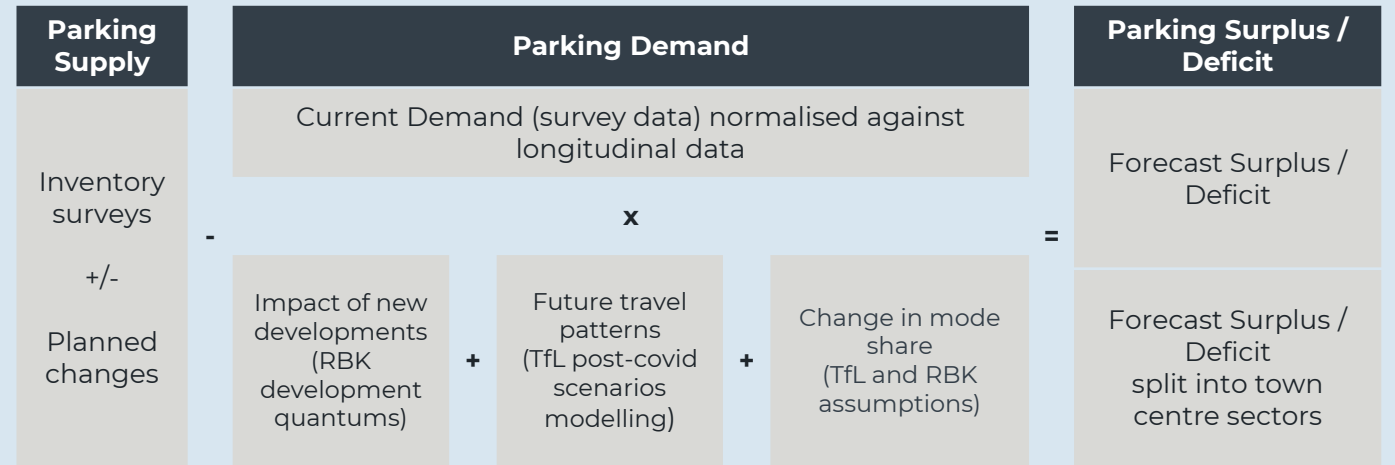 Parking
Supply
Inventory
surveys
+/-
Planned
changes
-
Parking Demand
Current Demand (survey data) normalised against
longitudinal data
x
Impact of new
developments
(RBK
development
quantums)
+
Future travel
patterns
(TfL post-covid
scenarios
modelling)
+
Change in mode
share
(TfL and RBK
assumptions)
=
Parking Surplus /
Deficit
Forecast Surplus /
Deficit
Forecast Surplus /
Deficit
split into town
centre sectors